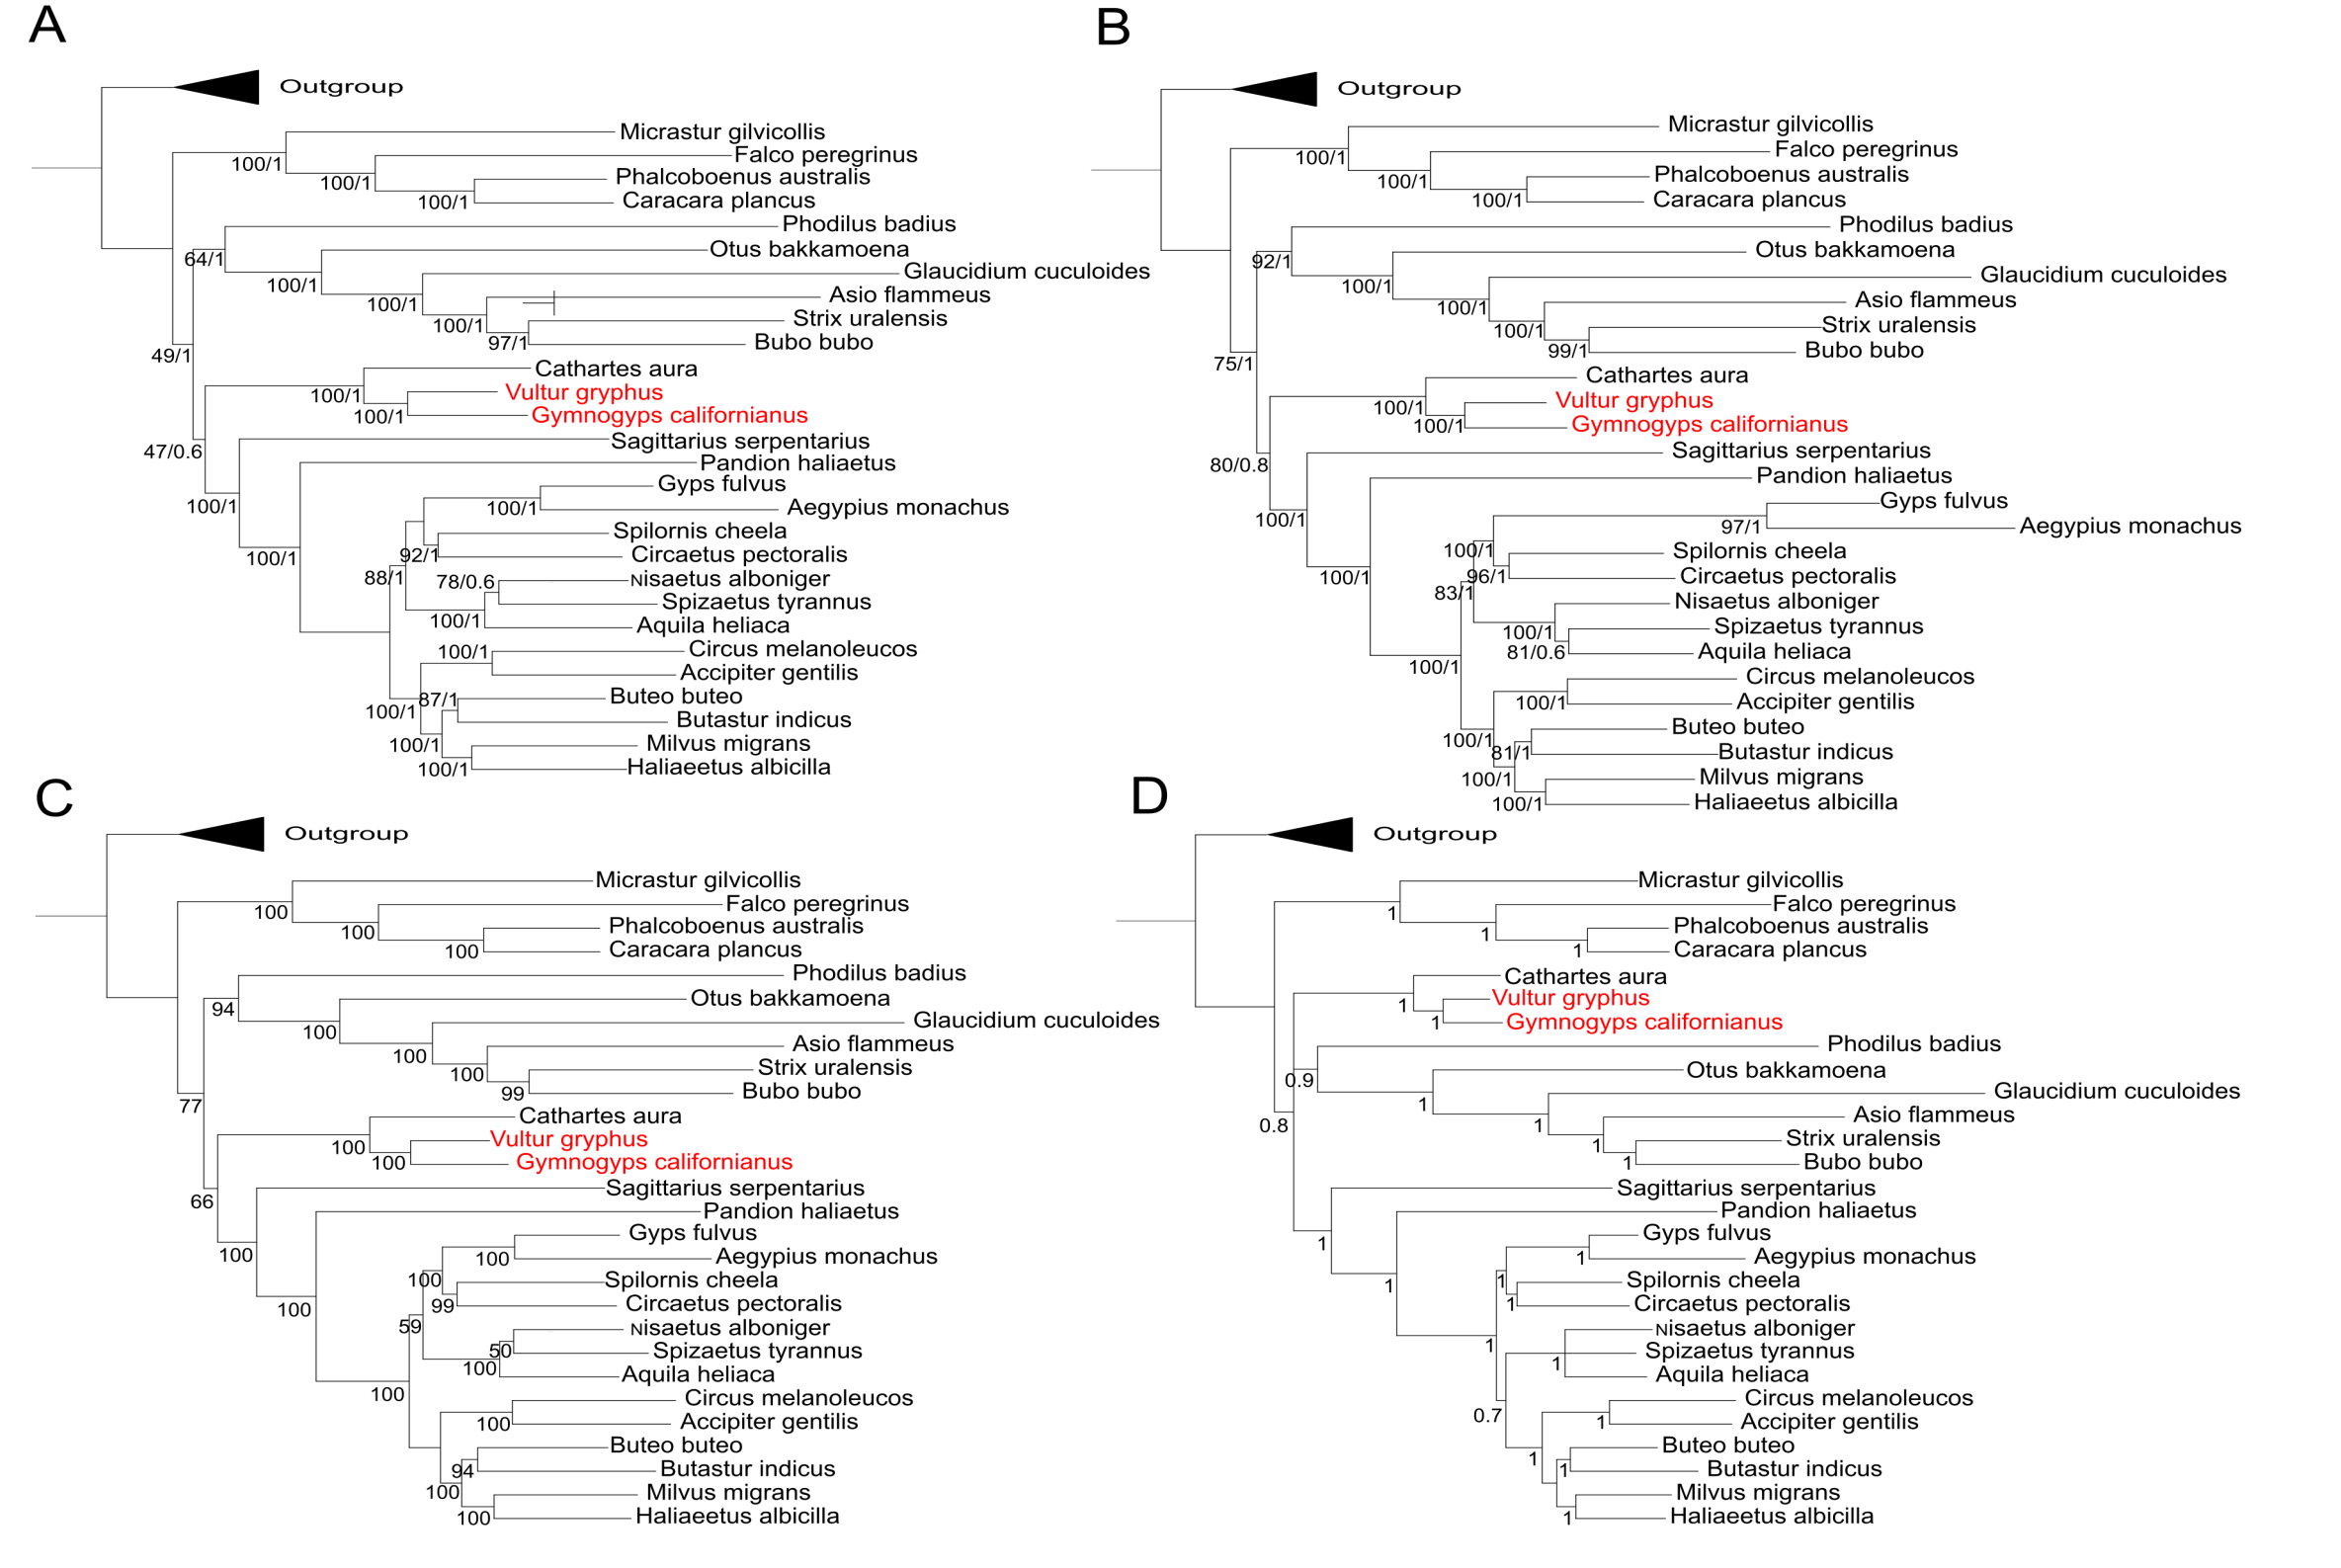 A
Outgroup
Micrastur gilvicollis
100/1
Falco peregrinus
100/1
Phalcoboenus australis
100/1
Caracara plancus
Phodilus badius
64/1
Otus bakkamoena
100/1
Glaucidium cuculoides
100/1
Asio flammeus
100/1
Strix uralensis
97/1
Bubo bubo
49/1
Cathartes aura
100/1
Vultur gryphus
100/1
Gymnogyps californianus
47/0.6
Sagittarius serpentarius
100/1
Pandion haliaetus
100/1
Gyps fulvus
100/1
Aegypius monachus
Spilornis cheela
92/1
Circaetus pectoralis
88/1
78/0.6
Nisaetus alboniger
Spizaetus tyrannus
100/1
Aquila heliaca
100/1
Circus melanoleucos
Accipiter gentilis
87/1
Buteo buteo
100/1
Butastur indicus
100/1
Milvus migrans
100/1
Haliaeetus albicilla
B
Outgroup
Micrastur gilvicollis
100/1
Falco peregrinus
100/1
Phalcoboenus australis
100/1
Caracara plancus
Phodilus badius
92/1
Otus bakkamoena
100/1
Glaucidium cuculoides
100/1
Asio flammeus
100/1
Strix uralensis
99/1
Bubo bubo
75/1
Cathartes aura
100/1
Vultur gryphus
100/1
Gymnogyps californianus
80/0.8
Sagittarius serpentarius
100/1
Pandion haliaetus
100/1
Gyps fulvus
97/1
Aegypius monachus
100/1
Spilornis cheela
96/1
Circaetus pectoralis
83/1
Nisaetus alboniger
100/1
Spizaetus tyrannus
81/0.6
Aquila heliaca
100/1
Circus melanoleucos
100/1
Accipiter gentilis
100/1
Buteo buteo
81/1
Butastur indicus
100/1
Milvus migrans
100/1
Haliaeetus albicilla
C
Outgroup
Micrastur gilvicollis
100
Falco peregrinus
100
Phalcoboenus australis
100
Caracara plancus
Phodilus badius
94
Otus bakkamoena
100
Glaucidium cuculoides
100
Asio flammeus
100
Strix uralensis
99
Bubo bubo
77
Cathartes aura
100
Vultur gryphus
100
Gymnogyps californianus
66
Sagittarius serpentarius
100
Pandion haliaetus
100
Gyps fulvus
100
Aegypius monachus
100
Spilornis cheela
99
Circaetus pectoralis
59
Nisaetus alboniger
50
Spizaetus tyrannus
100
Aquila heliaca
100
Circus melanoleucos
100
Accipiter gentilis
Buteo buteo
94
Butastur indicus
100
Milvus migrans
100
Haliaeetus albicilla
D
Outgroup
Micrastur gilvicollis
1
Falco peregrinus
1
Phalcoboenus australis
1
Caracara plancus
Cathartes aura
1
Vultur gryphus
1
Gymnogyps californianus
Phodilus badius
0.9
Otus bakkamoena
1
Glaucidium cuculoides
1
Asio flammeus
1
Strix uralensis
1
Bubo bubo
0.8
Sagittarius serpentarius
1
Pandion haliaetus
1
Gyps fulvus
1
Aegypius monachus
1
Spilornis cheela
1
Circaetus pectoralis
1
Nisaetus alboniger
Spizaetus tyrannus
1
Aquila heliaca
0.7
Circus melanoleucos
1
Accipiter gentilis
1
Buteo buteo
1
Butastur indicus
Milvus migrans
1
Haliaeetus albicilla